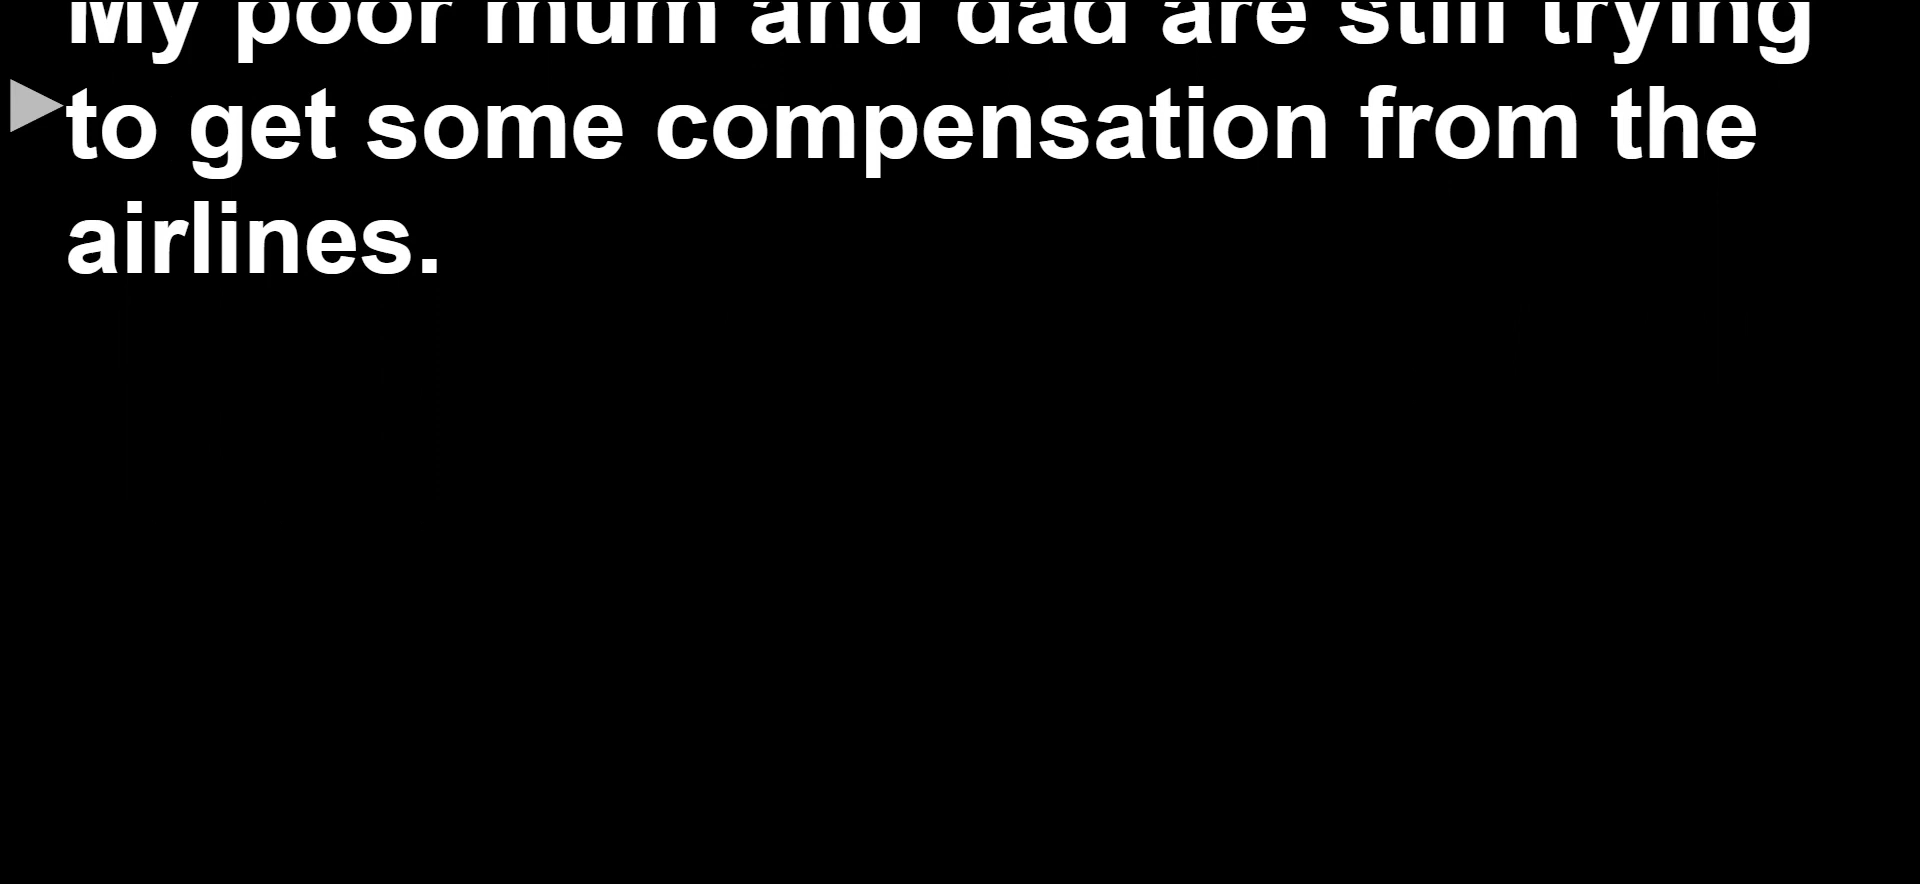 My poor mum and dad are still trying
to get some compensation from the
airlines.